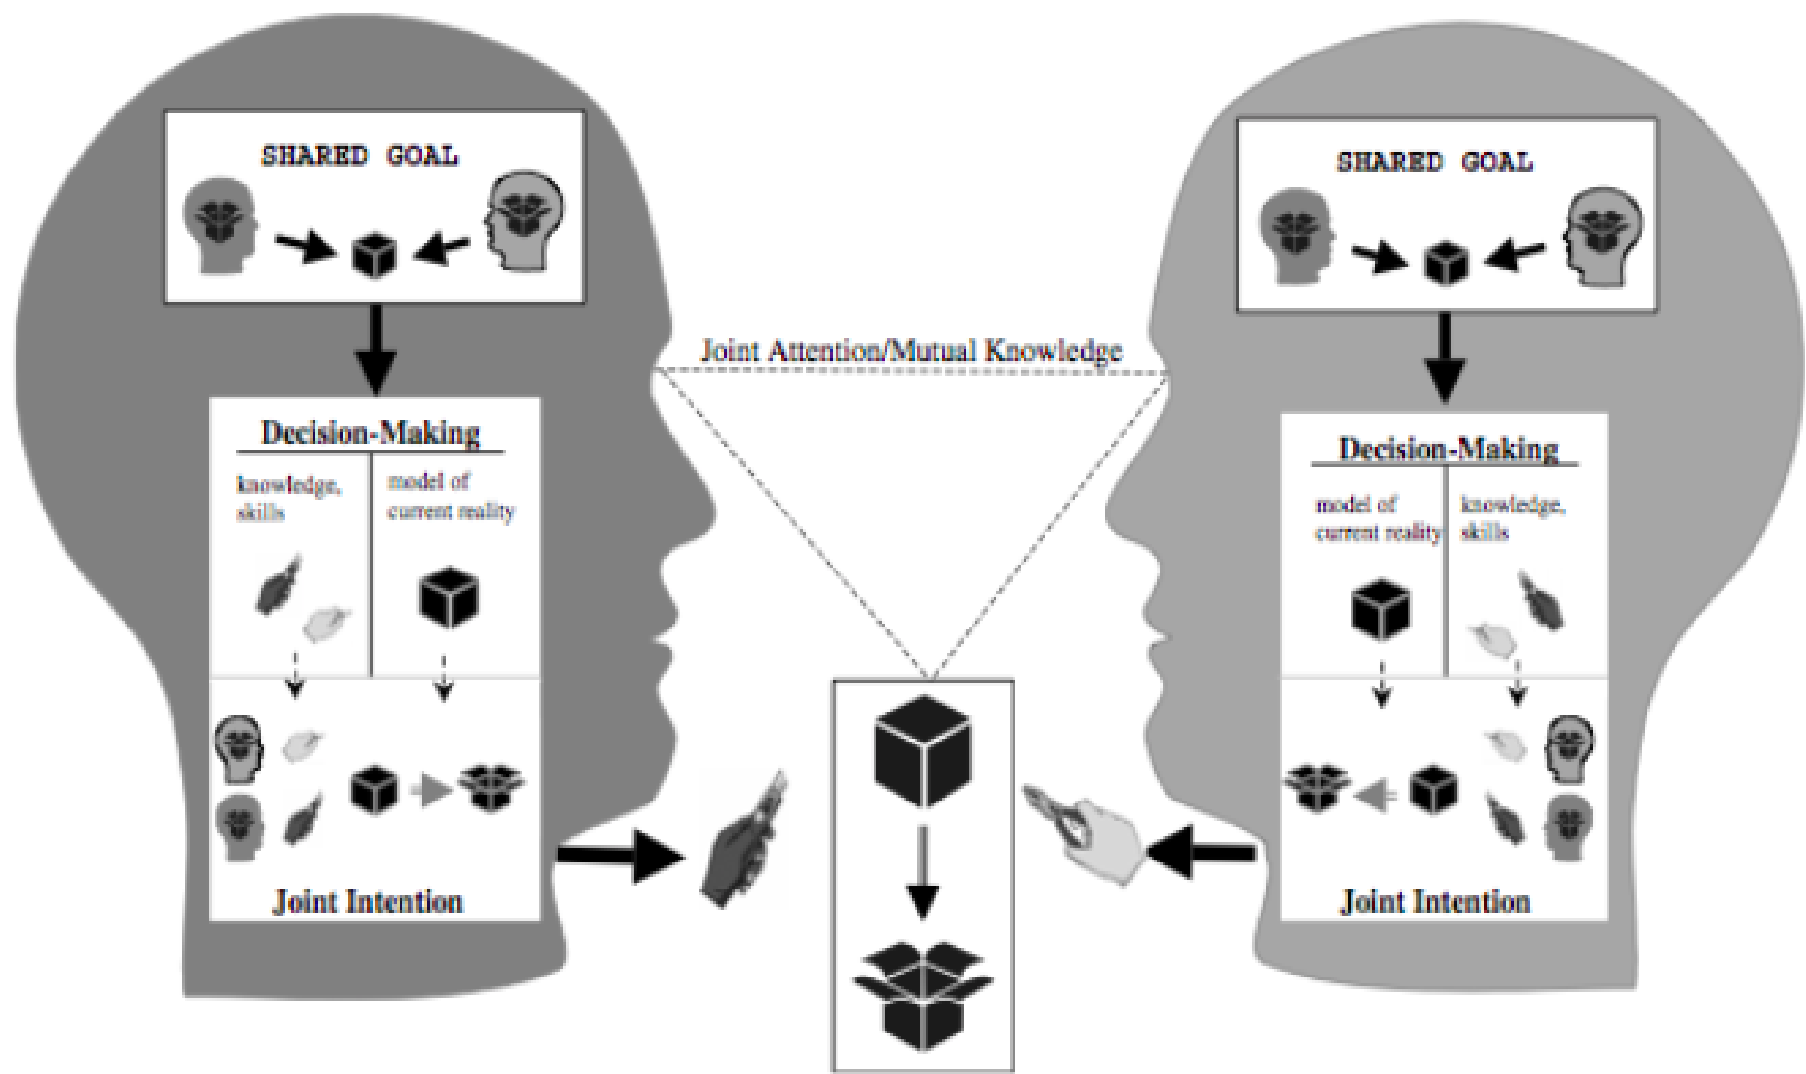 SHARED GOAL
Decision-Making
knowledge,
skills
model of
current reality
Joint Intention
Joint Attention/Mutual Knowledge
SHARED GOAL
Decision-Making
model of
current reality
knowledge,
skills
Joint Intention